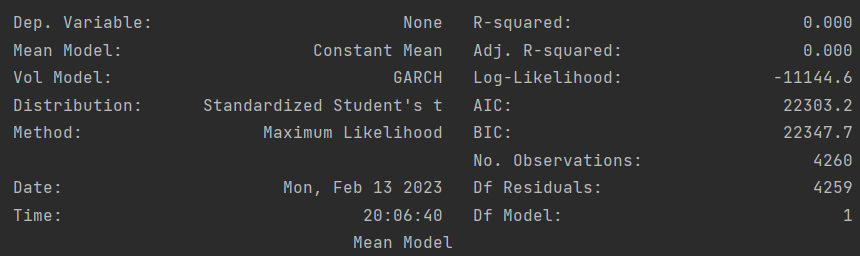 Dep. Variable: None R-squared: 0.000
Mean Model: Constant Mean Adj. R-squared: 0.000
Vol Model: GARCH Log-Likelihood: -11144.6
Distribution: Standardized Student's t AIC: 22303.2
Method: Maximum Likelihood BIC: 22347.7
No. Observations: 4260
Date: Mon, Feb 13 2023 Df Residuals: 4259
Time: 20:06:40 Df Model: 1
Mean Model